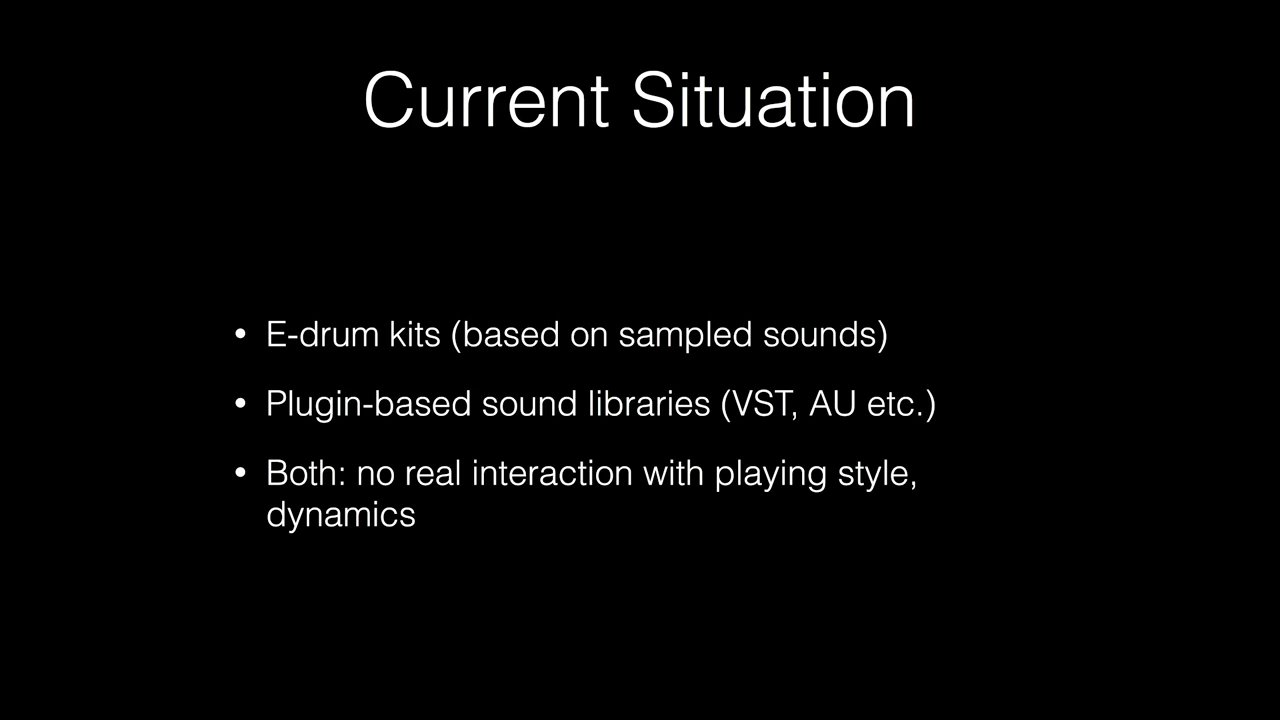 Current Situation
• E-drum kits (based on sampled sounds)
• Plugin-based sound libraries (VST, AU etc.)
• Both: no real interaction with playing style,
dynamics